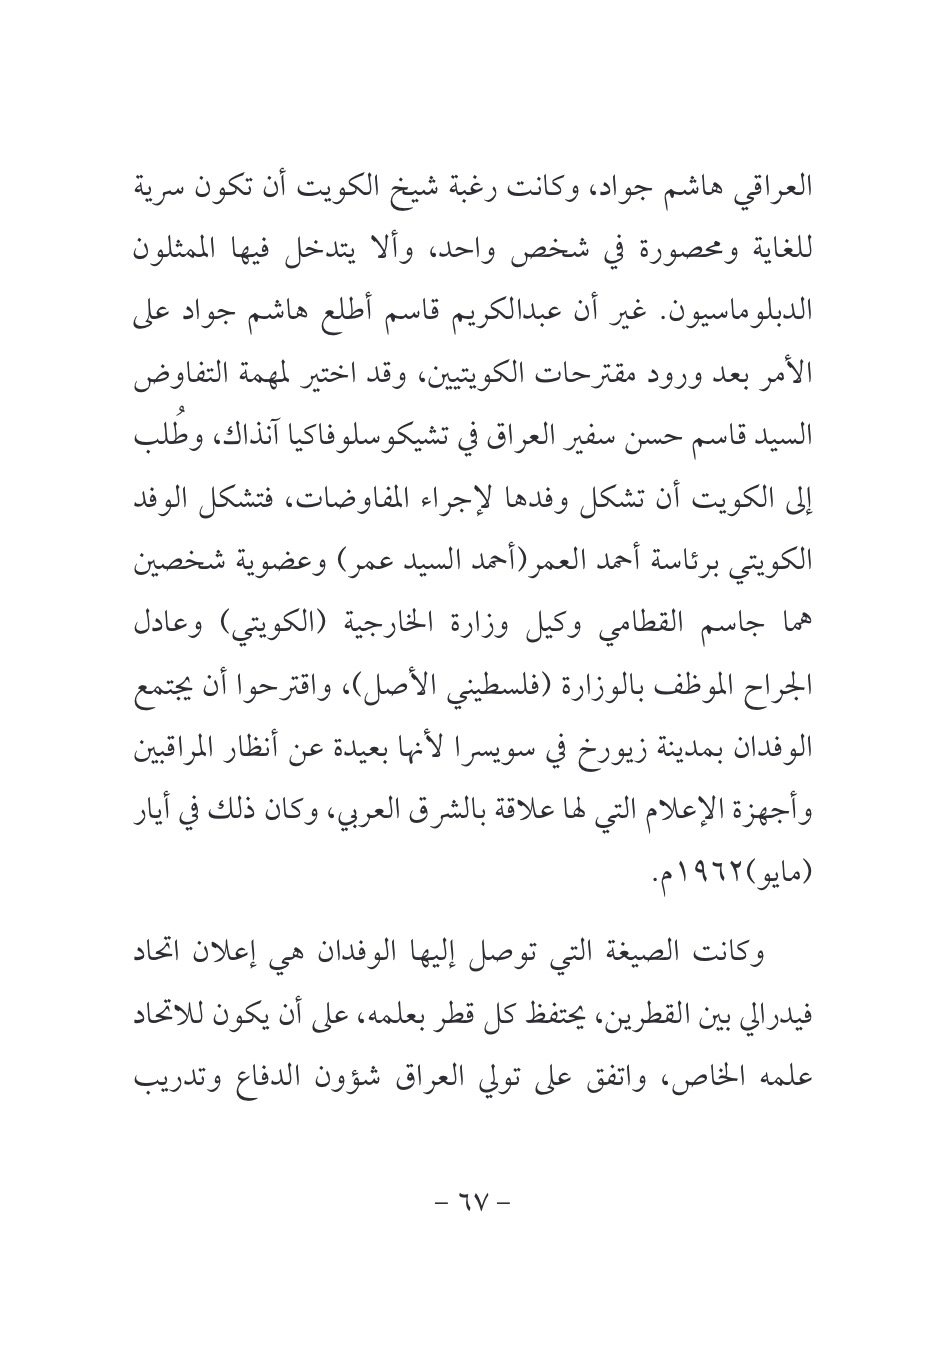 العراقي هاشم جواد، وكانت رغبة شيخ الكويت أن تكون سرية
للغاية ومحصورة في شخص واحد، وألا يتدخل فيها الممثلون
الدبلوماسيون. غير أن عبدالكريم قاسم أطلع هاشم جواد على
الأمر بعد ورود مقترحات الكويتيين، وقد اختير لمهمة التفاوض
السيد قاسم حسن سفير العراق في تشيكوسلوفاكيا آنذاك، وطُلب
إلى الكويت أن تشكل وفدها لإجراء المفاوضات، فتشكل الوفد
الكويتي برئاسة أحمد العمر(أحمد السيد عمر) وعضوية شخصين
هما جاسم القطامي وكيل وزارة الخارجية (الكويتي) وعادل
الجراح الموظف بالوزارة (فلسطيني الأصل)، واقترحوا أن يجتمع
الوفدان بمدينة زيورخ في سويسرا لأنها بعيدة عن أنظار المراقبين
وأجهزة الإعلام التي لها علاقة بالشرق العربي، وكان ذلك في أيار
(مايو)١٩٦٢م.
وكانت الصيغة التي توصل إليها الوفدان هي إعلان اتحاد
فيدرالي بين القطرين، يحتفظ كل قطر بعلمه، على أن يكون للاتحاد
علمه الخاص، واتفق على تولي العراق شؤون الدفاع وتدريب
– ٦٧ –